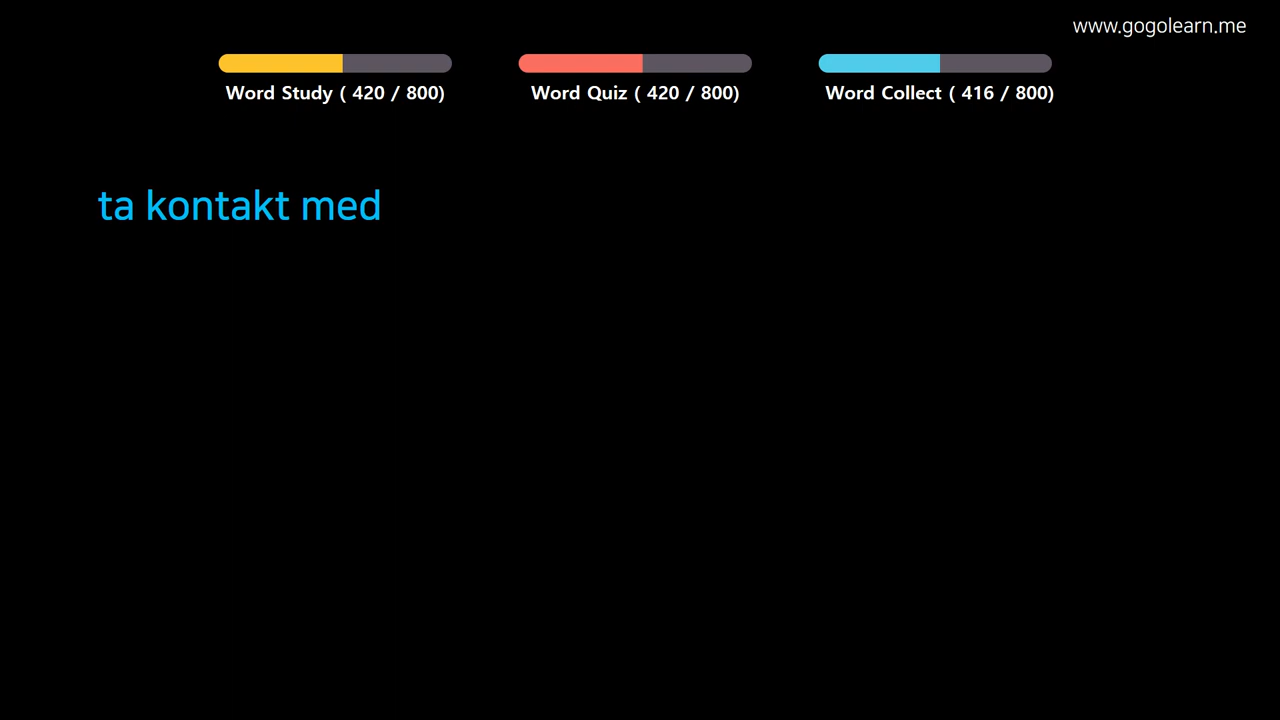 www.gogolearn.me
Word Study ( 420 / 800)
Word Quiz ( 420 / 800)
Word Collect ( 416 / 800)
ta kontakt med